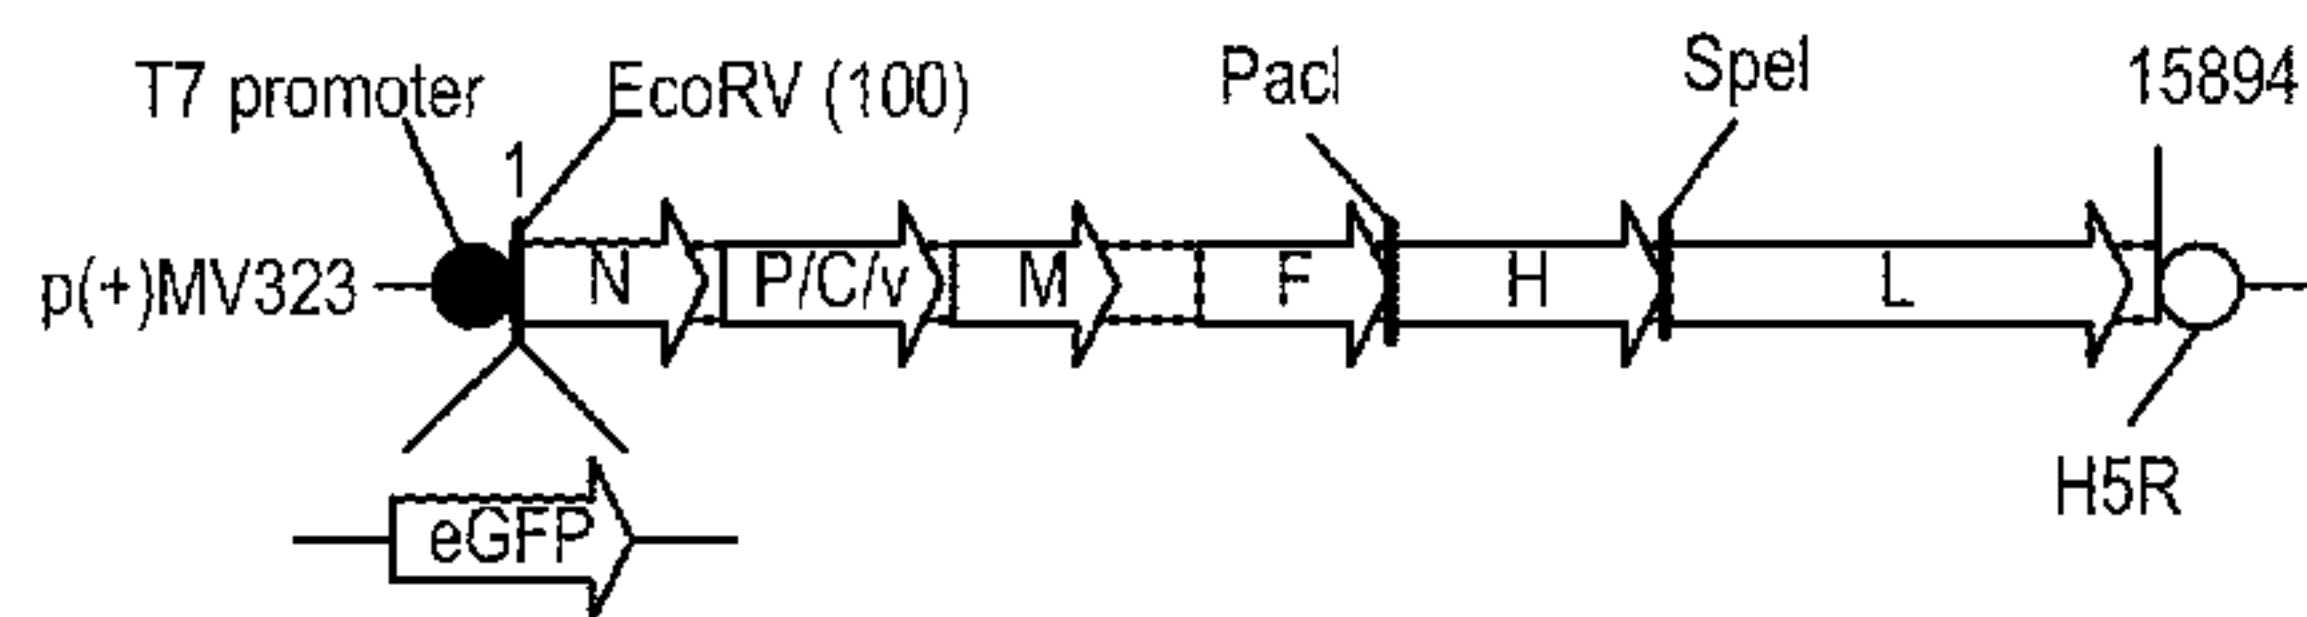 T7 promoter
1
EcoRV (100)
PacI
SpeI
15894
p(+)MV323
N
P/C/v
M
F
H
L
eGFP
H5R